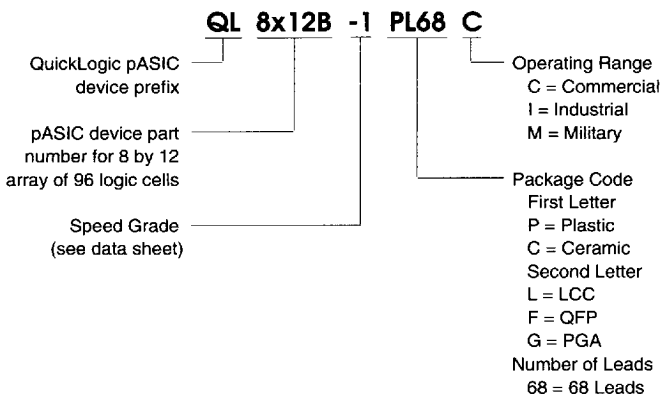 QL 8x12B -1 PL68 C
QuickLogic pASIC
device prefix
pASIC device part
number for 8 by 12
array of 96 logic cells
Speed Grade
(see data sheet)
Operating Range
C = Commercial
I = Industrial
M = Military
Package Code
First Letter
P = Plastic
C = Ceramic
Second Letter
L = LCC
F = QFP
G = PGA
Number of Leads
68 = 68 Leads